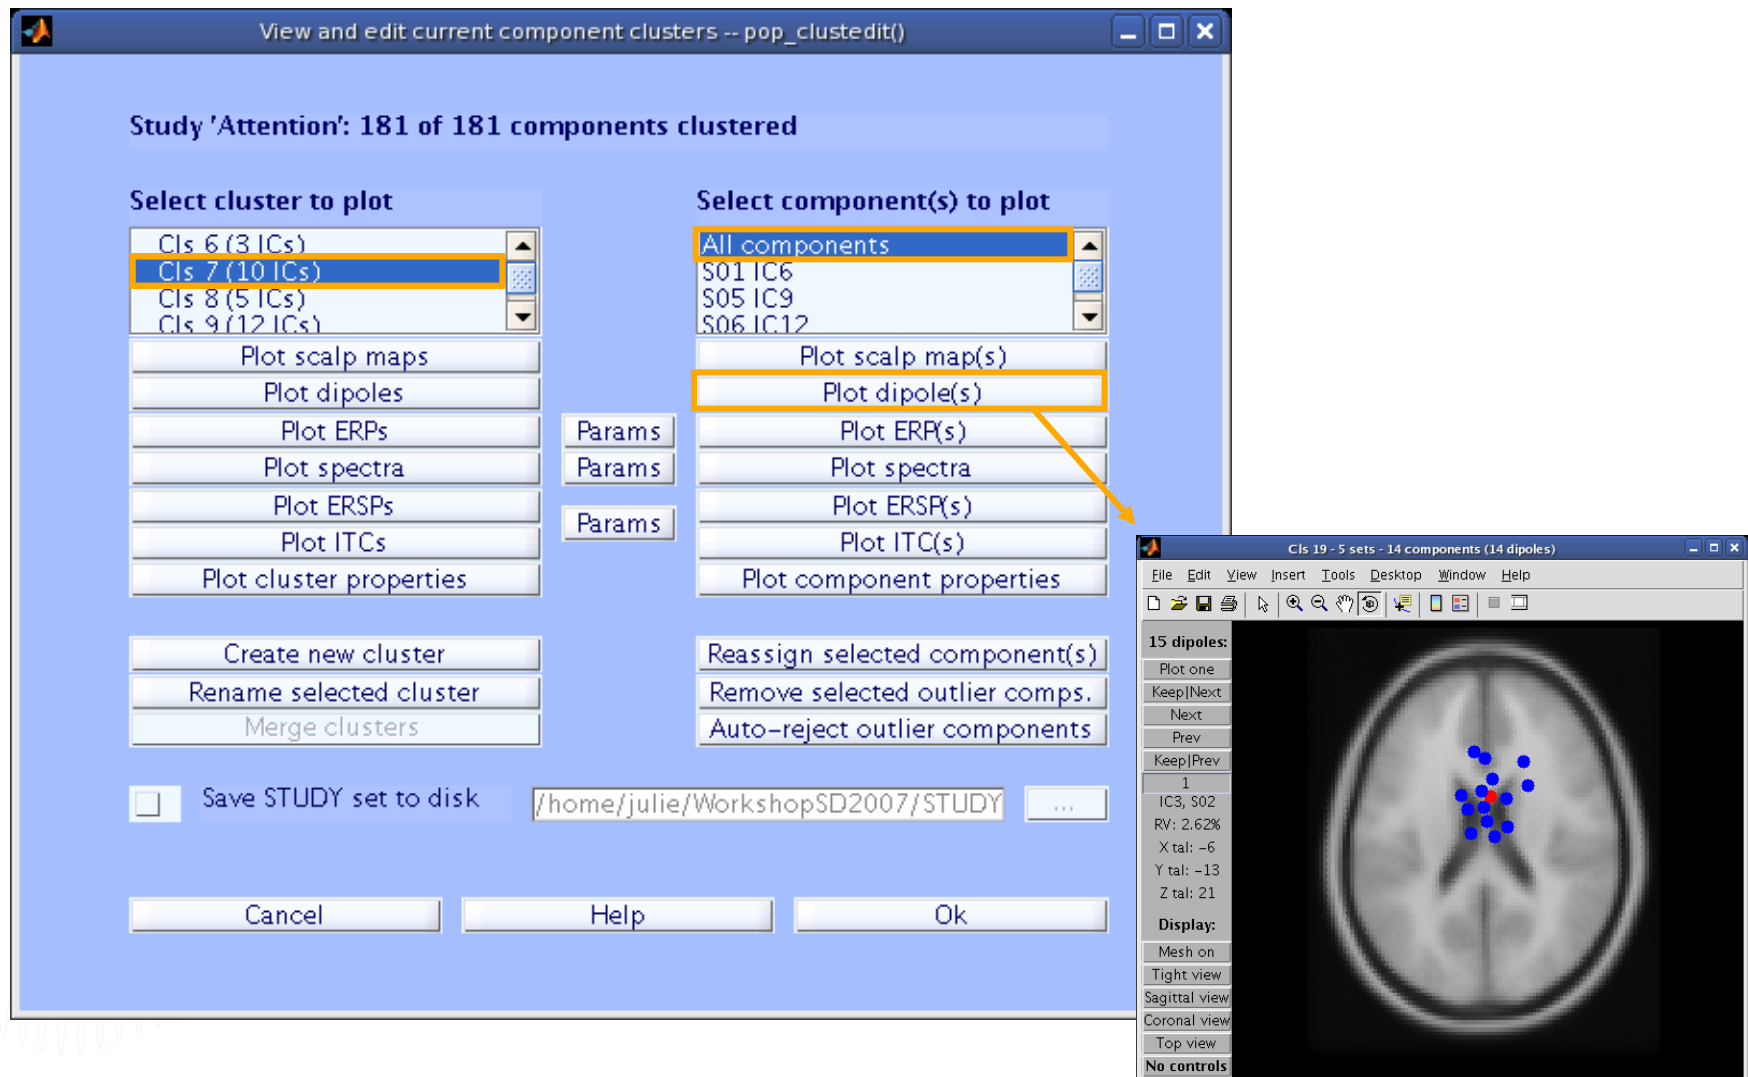 View and edit current component clusters -- pop_clustedit()
Study 'Attention': 181 of 181 components clustered
Select cluster to plot
Select component(s) to plot
Cls 6 (3 ICs)
Cls 7 (10 ICs)
Cls 8 (5 ICs)
Cls 9 (12 ICs)
All components
S01 IC6
S05 IC9
S06 IC12
Plot scalp maps
Plot scalp map(s)
Plot dipoles
Plot dipole(s)
Plot ERPs
Params
Plot ERP(s)
Plot spectra
Params
Plot spectra
Plot ERSPs
Params
Plot ERSP(s)
Plot ITCs
Plot ITC(s)
Plot cluster properties
Plot component properties
Create new cluster
Reassign selected component(s)
Rename selected cluster
Remove selected outlier comps.
Merge clusters
Auto-reject outlier components
Save STUDY set to disk
/home/julie/WorkshopSD2007/STUDY
...
Cancel
Help
Ok
Cls 19 - 5 sets - 14 components (14 dipoles)
File Edit View Insert Tools Desktop Window Help
15 dipoles:
Plot one
Keep|Next
Next
Prev
Keep|Prev
1
IC3, S02
RV: 2.62%
X tal: -6
Y tal: -13
Z tal: 21
Display:
Mesh on
Tight view
Sagittal view
Coronal view
Top view
No controls